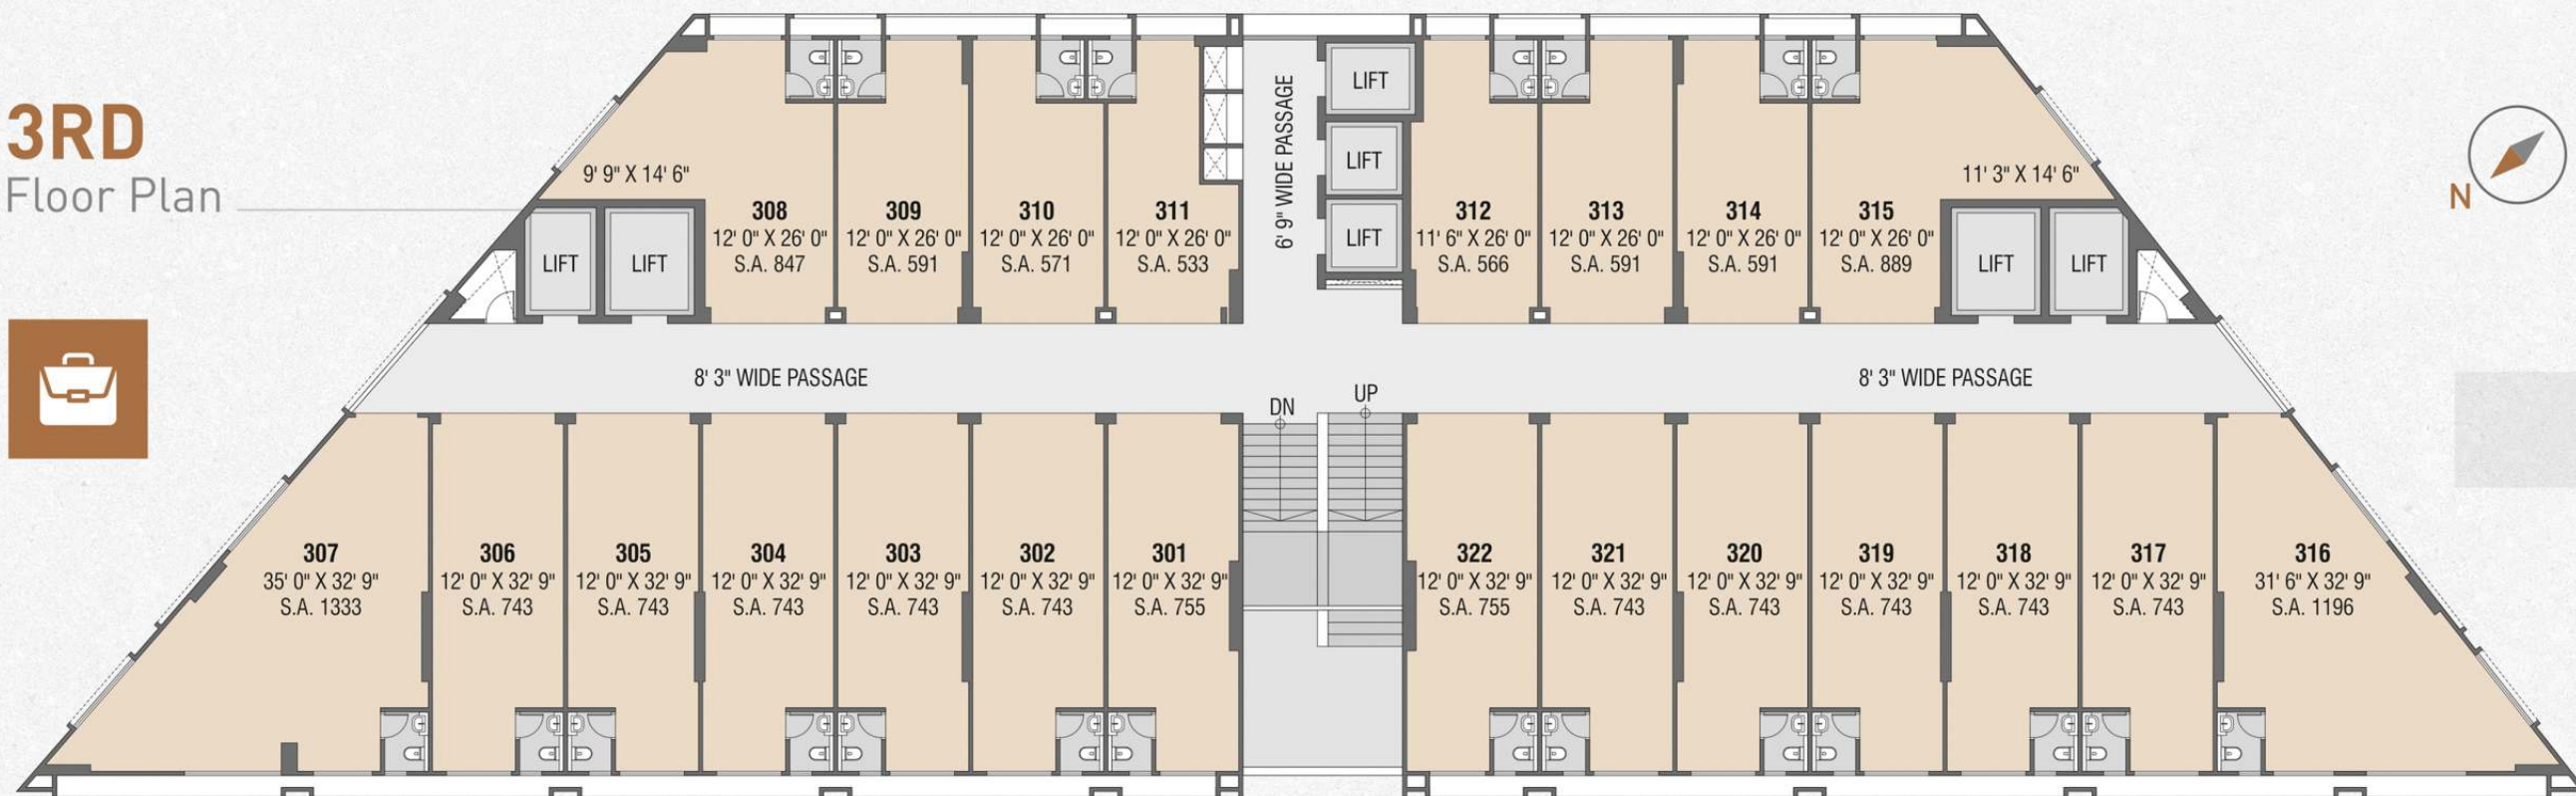 3RD
Floor Plan
N
9' 9" X 14' 6"
308
12' 0" X 26' 0"
S.A. 847
309
12' 0" X 26' 0"
S.A. 591
310
12' 0" X 26' 0"
S.A. 571
311
12' 0" X 26' 0"
S.A. 533
6' 9" WIDE PASSAGE
LIFT
LIFT
LIFT
312
11' 6" X 26' 0"
S.A. 566
313
12' 0" X 26' 0"
S.A. 591
314
12' 0" X 26' 0"
S.A. 591
315
12' 0" X 26' 0"
S.A. 889
11' 3" X 14' 6"
LIFT
LIFT
LIFT
LIFT
8' 3" WIDE PASSAGE
8' 3" WIDE PASSAGE
DN
UP
307
35' 0" X 32' 9"
S.A. 1333
306
12' 0" X 32' 9"
S.A. 743
305
12' 0" X 32' 9"
S.A. 743
304
12' 0" X 32' 9"
S.A. 743
303
12' 0" X 32' 9"
S.A. 743
302
12' 0" X 32' 9"
S.A. 743
301
12' 0" X 32' 9"
S.A. 755
322
12' 0" X 32' 9"
S.A. 755
321
12' 0" X 32' 9"
S.A. 743
320
12' 0" X 32' 9"
S.A. 743
319
12' 0" X 32' 9"
S.A. 743
318
12' 0" X 32' 9"
S.A. 743
317
12' 0" X 32' 9"
S.A. 743
316
31' 6" X 32' 9"
S.A. 1196